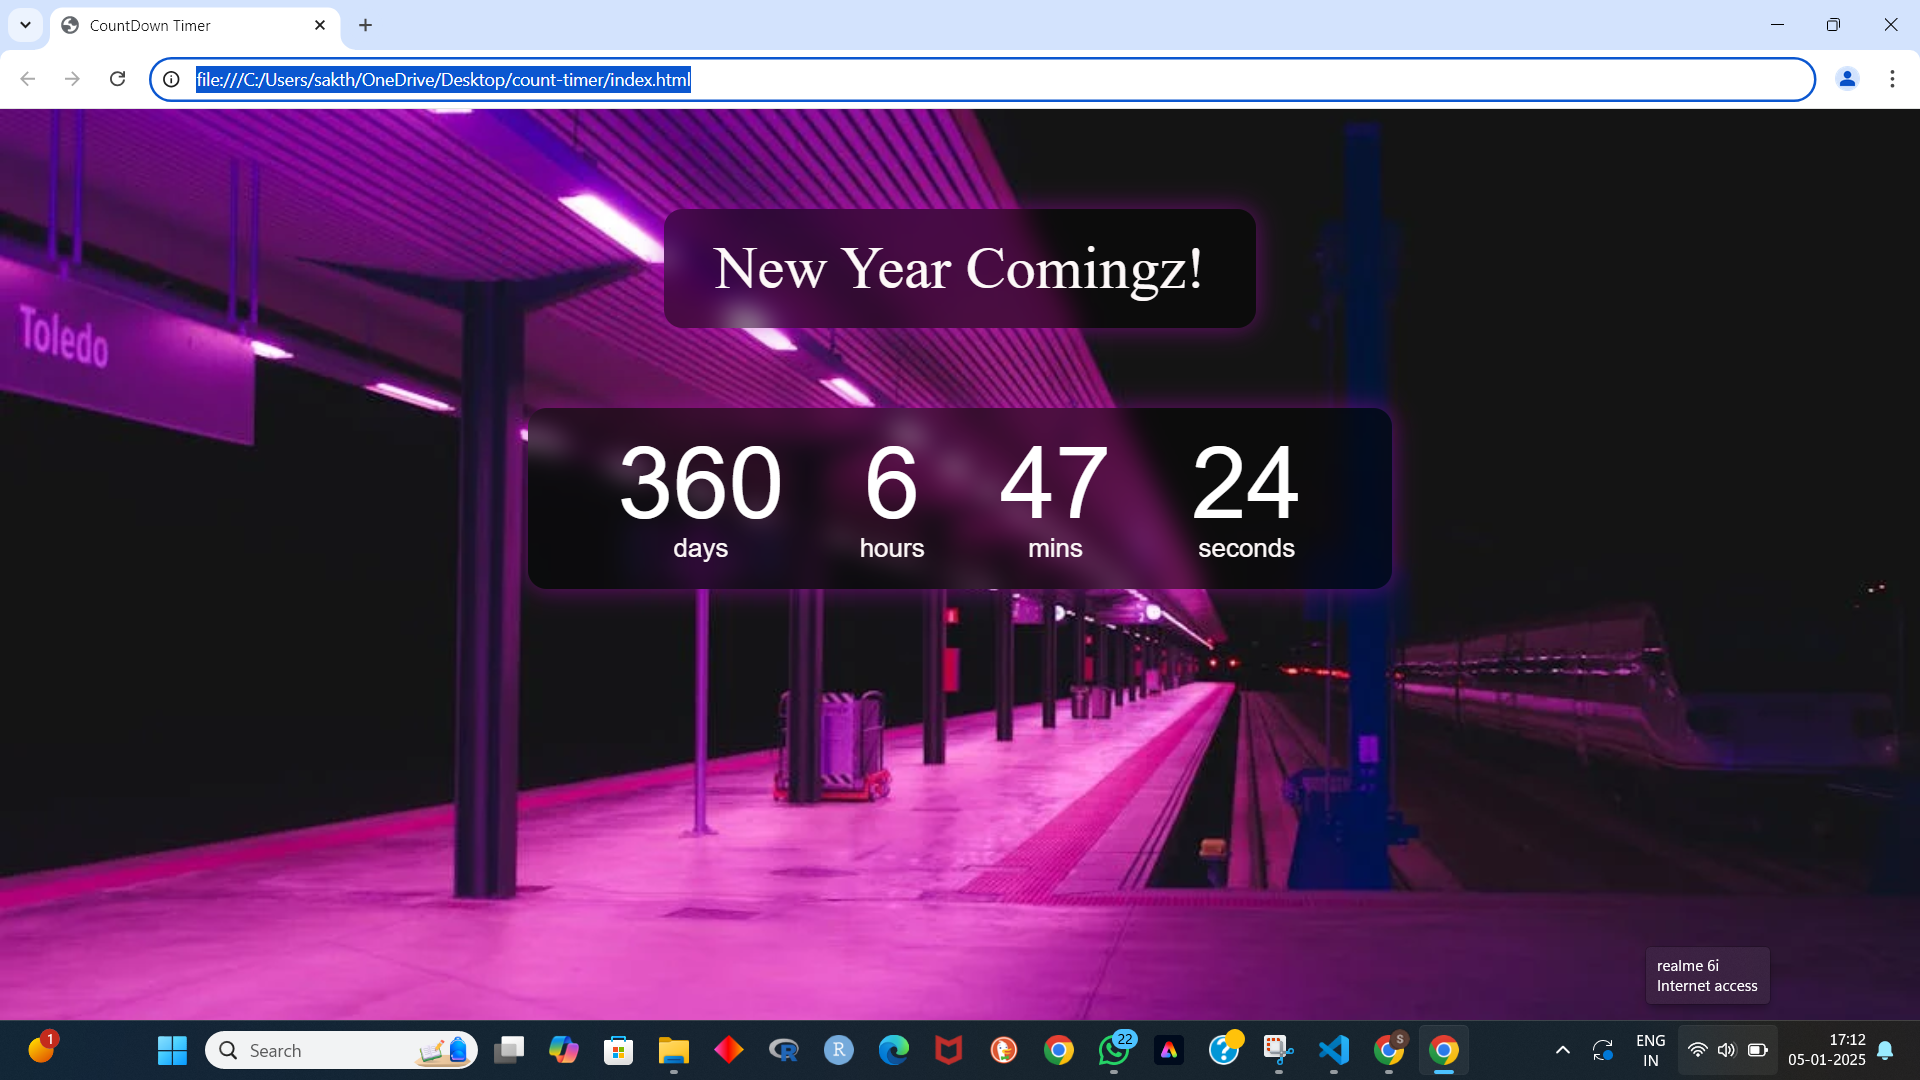 CountDown Timer
file:///C:/Users/sakth/OneDrive/Desktop/count-timer/index.html
New Year Comingz!
Toledo
360 6 47 24
days hours mins seconds
realme 6i
Internet access
1
Search
R
R
22
S
ENG
IN
17:12
05-01-2025